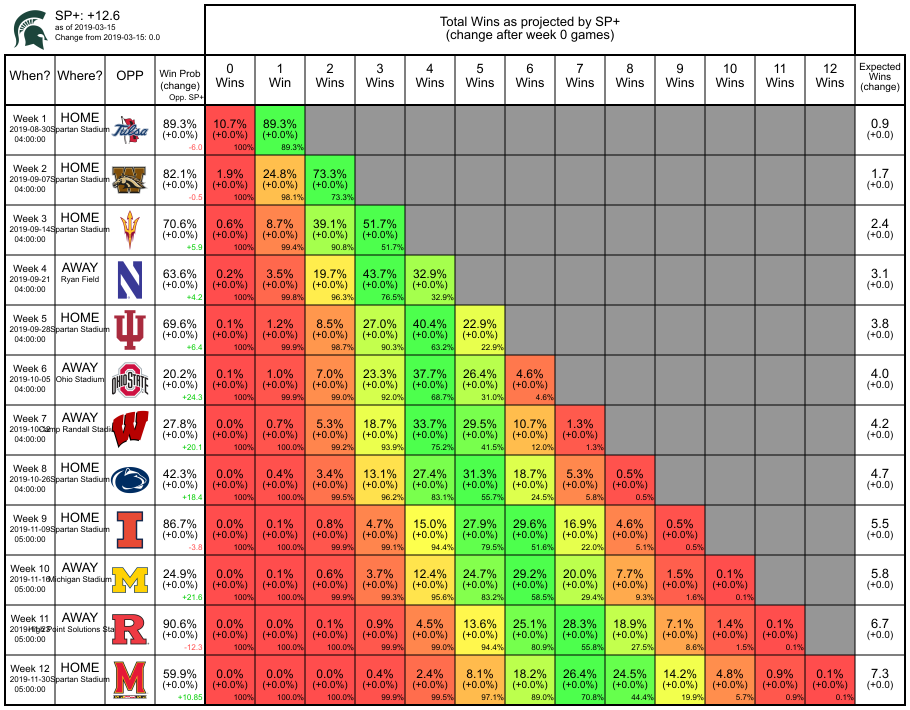 SP+: +12.6
as of 2019-03-15
Change from 2019-03-15: 0.0
Total Wins as projected by SP+
(change after week 0 games)
When? Where? OPP Win Prob (change) Opp. SP+ 0 Wins 1 Win 2 Wins 3 Wins 4 Wins 5 Wins 6 Wins 7 Wins 8 Wins 9 Wins 10 Wins 11 Wins 12 Wins Expected Wins (change)
Week 1 HOME 89.3% 10.7% 89.3% 0.9
2019-08-30 Spartan Stadium Tulsa (+0.0%) (+0.0%) (+0.0%) (+0.0)
04:00:00 -6.0 100% 89.3%
Week 2 HOME 82.1% 1.9% 24.8% 73.3% 1.7
2019-09-07 Spartan Stadium W (+0.0%) (+0.0%) (+0.0%) (+0.0%) (+0.0)
04:00:00 -0.5 100% 98.1% 73.3%
Week 3 HOME 70.6% 0.6% 8.7% 39.1% 51.7% 2.4
2019-09-14 Spartan Stadium (+0.0%) (+0.0%) (+0.0%) (+0.0%) (+0.0%) (+0.0)
04:00:00 +5.9 100% 99.4% 90.8% 51.7%
Week 4 AWAY 63.6% 0.2% 3.5% 19.7% 43.7% 32.9% 3.1
2019-09-21 Ryan Field N (+0.0%) (+0.0%) (+0.0%) (+0.0%) (+0.0%) (+0.0%) (+0.0)
04:00:00 +4.2 100% 99.8% 96.3% 76.5% 32.9%
Week 5 HOME 69.6% 0.1% 1.2% 8.5% 27.0% 40.4% 22.9% 3.8
2019-09-28 Spartan Stadium (+0.0%) (+0.0%) (+0.0%) (+0.0%) (+0.0%) (+0.0%) (+0.0%) (+0.0)
04:00:00 +6.4 100% 99.9% 98.7% 90.3% 63.2% 22.9%
Week 6 AWAY 20.2% 0.1% 1.0% 7.0% 23.3% 37.7% 26.4% 4.6% 4.0
2019-10-05 Ohio Stadium OHIO STATE (+0.0%) (+0.0%) (+0.0%) (+0.0%) (+0.0%) (+0.0%) (+0.0%) (+0.0%) (+0.0)
04:00:00 +24.3 100% 99.9% 99.0% 92.0% 68.7% 31.0% 4.6%
Week 7 AWAY 27.8% 0.0% 0.7% 5.3% 18.7% 33.7% 29.5% 10.7% 1.3% 4.2
Randall W (+0.0%) (+0.0%) (+0.0%) (+0.0%) (+0.0%) (+0.0%) (+0.0%) (+0.0%) (+0.0%) (+0.0)
04:00:00 +20.1 100% 100.0% 99.2% 93.9% 75.2% 41.5% 12.0% 1.3%
Week 8 HOME 42.3% 0.0% 0.4% 3.4% 13.1% 27.4% 31.3% 18.7% 5.3% 0.5% 4.7
2019-10-26 Spartan Stadium (+0.0%) (+0.0%) (+0.0%) (+0.0%) (+0.0%) (+0.0%) (+0.0%) (+0.0%) (+0.0%) (+0.0%) (+0.0)
04:00:00 +18.4 100% 100.0% 99.5% 96.2% 83.1% 55.7% 24.5% 5.8% 0.5%
Week 9 HOME 86.7% 0.0% 0.1% 0.8% 4.7% 15.0% 27.9% 29.6% 16.9% 4.6% 0.5% 5.5
2019-11-09 Spartan Stadium I (+0.0%) (+0.0%) (+0.0%) (+0.0%) (+0.0%) (+0.0%) (+0.0%) (+0.0%) (+0.0%) (+0.0%) (+0.0%) (+0.0)
05:00:00 -3.8 100% 100.0% 99.9% 99.1% 94.4% 79.5% 51.6% 22.0% 5.1% 0.5%
Week 10 AWAY 24.9% 0.0% 0.1% 0.6% 3.7% 12.4% 24.7% 29.2% 20.0% 7.7% 1.5% 0.1% 5.8
2019-11-16 Michigan Stadium M (+0.0%) (+0.0%) (+0.0%) (+0.0%) (+0.0%) (+0.0%) (+0.0%) (+0.0%) (+0.0%) (+0.0%) (+0.0%) (+0.0%) (+0.0)
05:00:00 +21.6 100% 100.0% 99.9% 99.3% 95.6% 83.2% 58.5% 29.4% 9.3% 1.6% 0.1%
Week 11 AWAY 90.6% 0.0% 0.0% 0.1% 0.9% 4.5% 13.6% 25.1% 28.3% 18.9% 7.1% 1.4% 0.1% 6.7
Point Solutions R (+0.0%) (+0.0%) (+0.0%) (+0.0%) (+0.0%) (+0.0%) (+0.0%) (+0.0%) (+0.0%) (+0.0%) (+0.0%) (+0.0%) (+0.0%) (+0.0)
05:00:00 -12.3 100% 100.0% 100.0% 99.9% 99.0% 94.4% 80.9% 55.8% 27.5% 8.6% 1.5% 0.1%
Week 12 HOME 59.9% 0.0% 0.0% 0.0% 0.4% 2.4% 8.1% 18.2% 26.4% 24.5% 14.2% 4.8% 0.9% 0.1% 7.3
2019-11-30 Spartan Stadium M (+0.0%) (+0.0%) (+0.0%) (+0.0%) (+0.0%) (+0.0%) (+0.0%) (+0.0%) (+0.0%) (+0.0%) (+0.0%) (+0.0%) (+0.0%) (+0.0%) (+0.0)
05:00:00 +10.85 100% 100.0% 100.0% 99.9% 99.5% 97.1% 89.0% 70.8% 44.4% 19.9% 5.7% 0.9% 0.1%